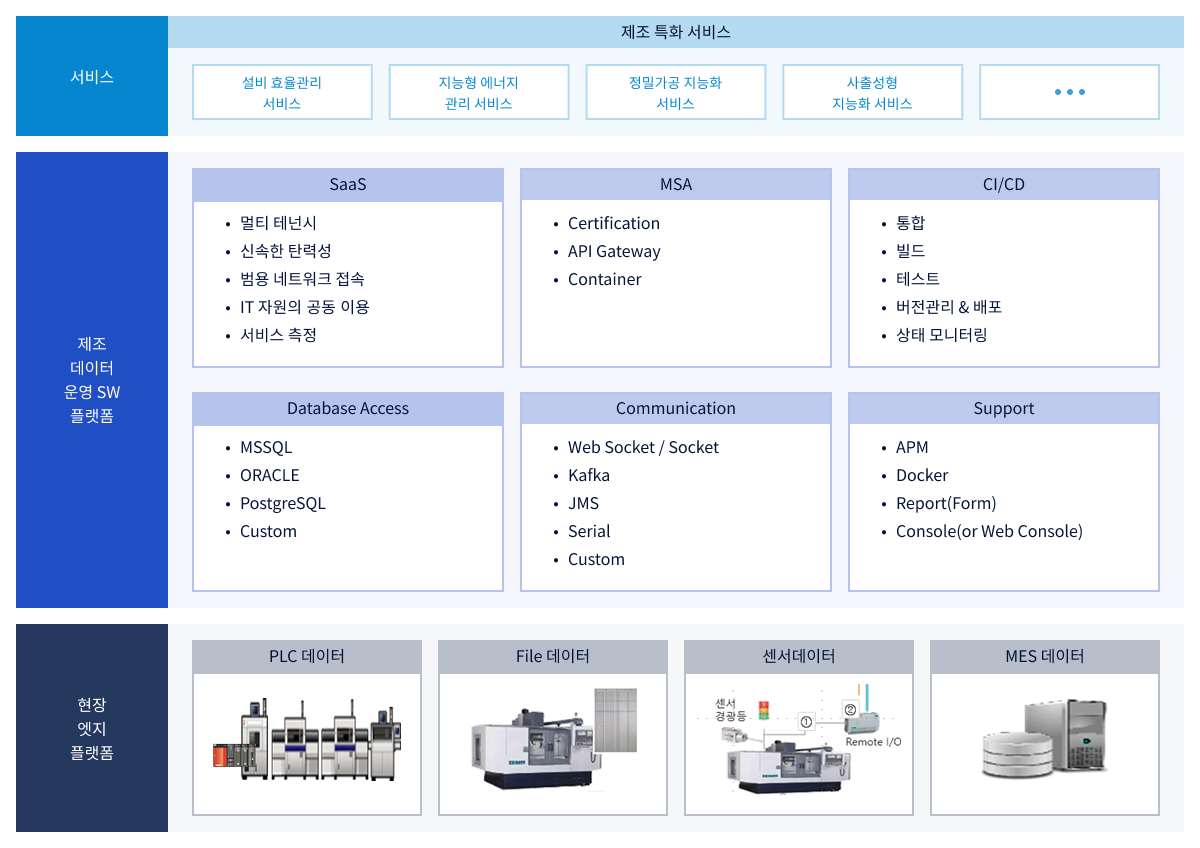 서비스
제조 특화 서비스
설비 효율관리
서비스
지능형 에너지
관리 서비스
정밀가공 지능화
서비스
사출성형
지능화 서비스
•••
제조
데이터
운영 SW
플랫폼
SaaS
• 멀티 테넌시
• 신속한 탄력성
• 범용 네트워크 접속
• IT 자원의 공동 이용
• 서비스 측정
MSA
• Certification
• API Gateway
• Container
CI/CD
• 통합
• 빌드
• 테스트
• 버전관리 & 배포
• 상태 모니터링
Database Access
• MSSQL
• ORACLE
• PostgreSQL
• Custom
Communication
• Web Socket / Socket
• Kafka
• JMS
• Serial
• Custom
Support
• APM
• Docker
• Report(Form)
• Console(or Web Console)
현장
엣지
플랫폼
PLC 데이터
File 데이터
센서데이터
센서
경광등
①
②
Remote I/O
MES 데이터